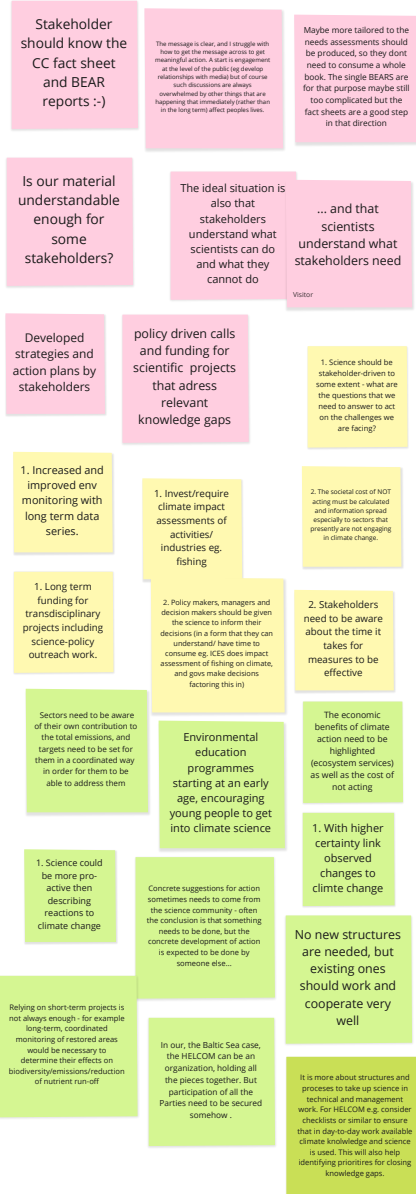 Stakeholder
should know the
CC fact sheet
and BEAR
reports :-)
The message is clear, and I struggle with
how to get the message across to get
meaningful action. A start is engagement
at the level of the public (eg develop
relationships with media) but of course
such discussions are always
overwhelmed by other things that are
happening that immediately (rather than
in the long term) affect peoples lives.
Maybe more tailored to the
needs assessments should
be produced, so they dont
need to consume a whole
book. The single BEARS are
for that purpose maybe still
too complicated but the
fact sheets are a good step
in that direction
Is our material
understandable
enough for
some
stakeholders?
The ideal situation is
also that
stakeholders
understand what
scientists can do
and what they
cannot do
... and that
scientists
understand what
stakeholders need
Visitor
Developed
strategies and
action plans by
stakeholders
policy driven calls
and funding for
scientific projects
that adress
relevant
knowledge gaps
1. Science should be
stakeholder-driven to
some extent - what are
the questions that we
need to answer to act
on the challenges we
are facing?
1. Increased and
improved env
monitoring with
long term data
series.
1. Invest/require
climate impact
assessments of
activities/
industries eg.
fishing
2. The societal cost of NOT
acting must be calculated
and information spread
especially to sectors that
presently are not engaging
in climate change.
1. Long term
funding for
transdisciplinary
projects including
science-policy
outreach work.
2. Policy makers, managers and
decision makers should be given
the science to inform their
decisions (in a form that they can
understand/ have time to
consume eg. ICES does impact
assessment of fishing on climate,
and govs make decisions
factoring this in)
2. Stakeholders
need to be aware
about the time it
takes for
measures to be
effective
Sectors need to be aware
of their own contribution to
the total emissions, and
targets need to be set for
them in a coordinated way
in order for them to be
able to address them
Environmental
education
programmes
starting at an early
age, encouraging
young people to get
into climate science
The economic
benefits of climate
action need to be
highlighted
(ecosystem services)
as well as the cost of
not acting
1. With higher
certainty link
observed
changes to
climte change
1. Science could
be more pro-
active then
describing
reactions to
climate change
Concrete suggestions for action
sometimes needs to come from
the science community - often
the conclusion is that something
needs to be done, but the
concrete development of action
is expected to be done by
someone else...
No new structures
are needed, but
existing ones
should work and
cooperate very
well
Relying on short-term projects is
not always enough - for example
long-term, coordinated
monitoring of restored areas
would be necessary to
determine their effects on
biodiversity/emissions/reduction
of nutrient run-off
In our, the Baltic Sea case,
the HELCOM can be an
organization, holding all
the pieces together. But
participation of all the
Parties need to be secured
somehow .
It is more about structures and
proceses to take up science in
technical and management
work. For HELCOM e.g. consider
checklists or similar to ensure
that in day-to-day work available
climate knolwledge and science
is used. This will also help
identifying prioritires for closing
knowledge gaps.